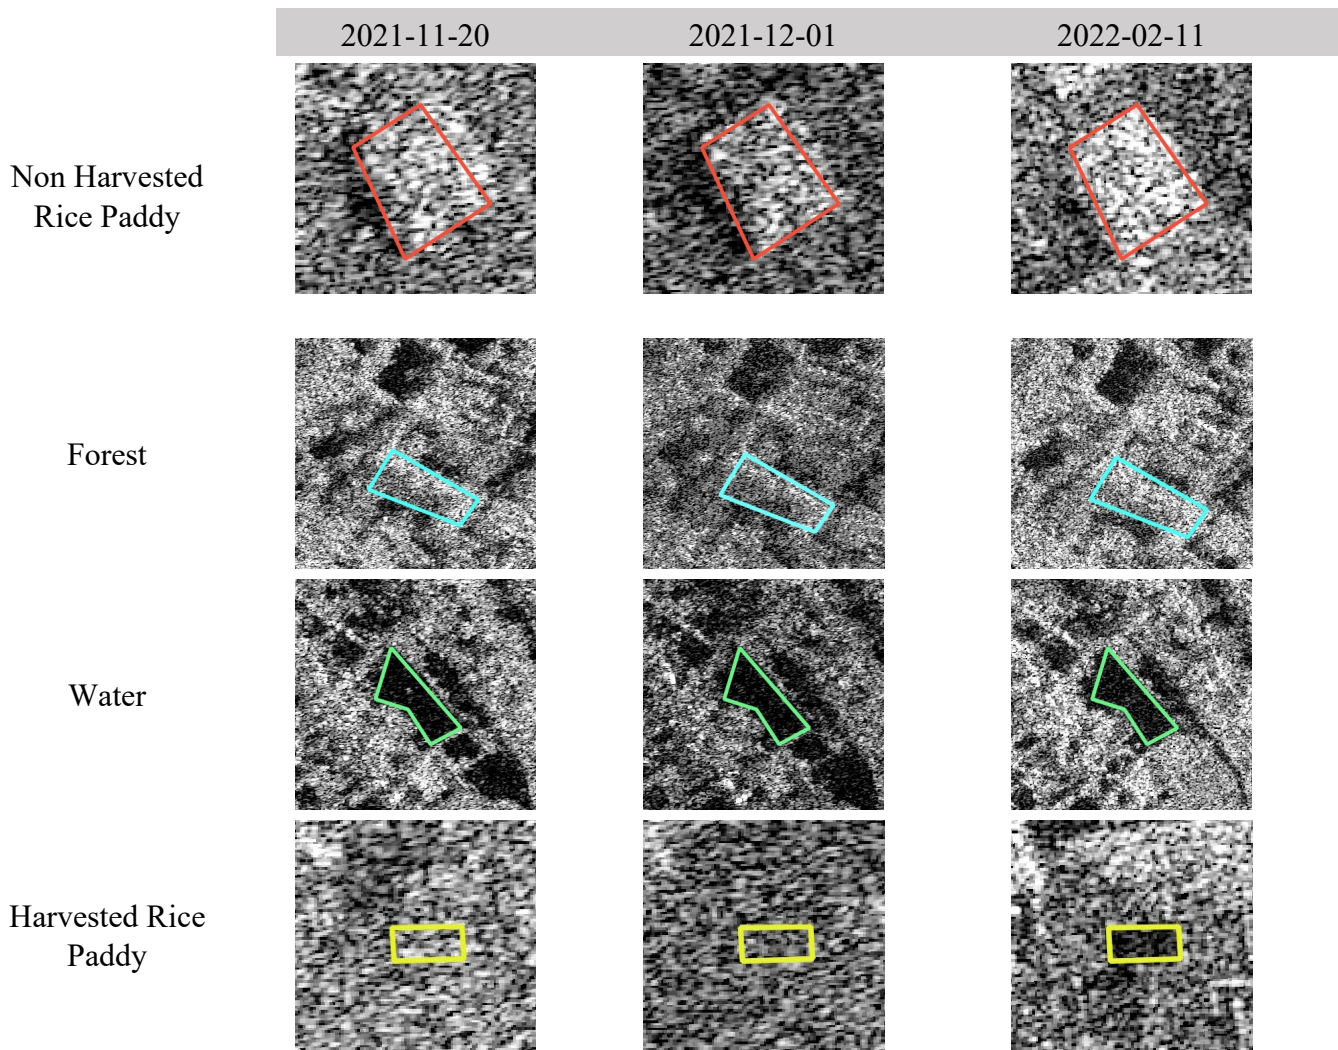 2021-11-20 2021-12-01 2022-02-11
Non Harvested
Rice Paddy
Forest
Water
Harvested Rice
Paddy